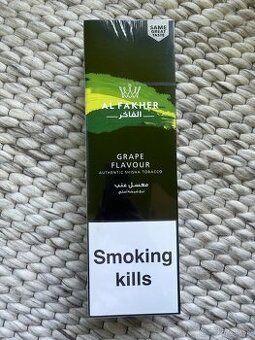 SAME
GREAT
TASTE
AL FAKHER
الفاخر
GRAPE
FLAVOUR
AUTHENTIC SHISHA TOBACCO
معسل عنب
Smoking
kills